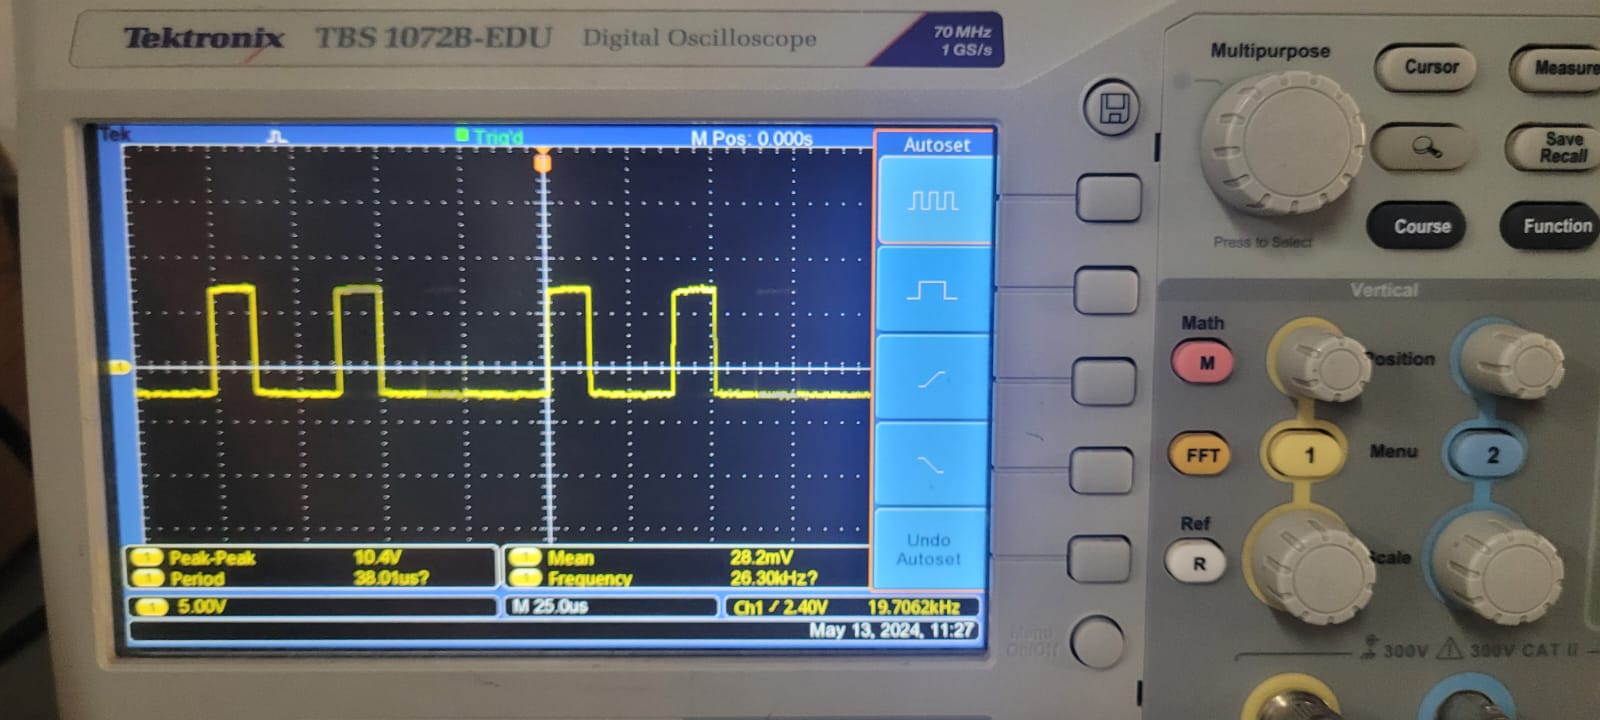 Tektronix TBS 1072B-EDU Digital Oscilloscope
70 MHz
1 GS/s
Tek
Trig'd
M Pos: 0.000s
Autoset
1
Undo
Autoset
1 Peak-Peak 10.4V
1 Period 38.01us?
1 Mean 28.2mV
1 Frequency 26.30kHz?
1 5.00V
M 25.0us
Ch1 / 2.40V 19.7062kHz
May 13, 2024, 11:27
Menu
On/Off
Multipurpose
Press to Select
Cursor
Measure
Save
Recall
Course
Function
Vertical
Math
M
Position
FFT
1
Menu
2
Ref
R
Scale
300V
300V CAT II